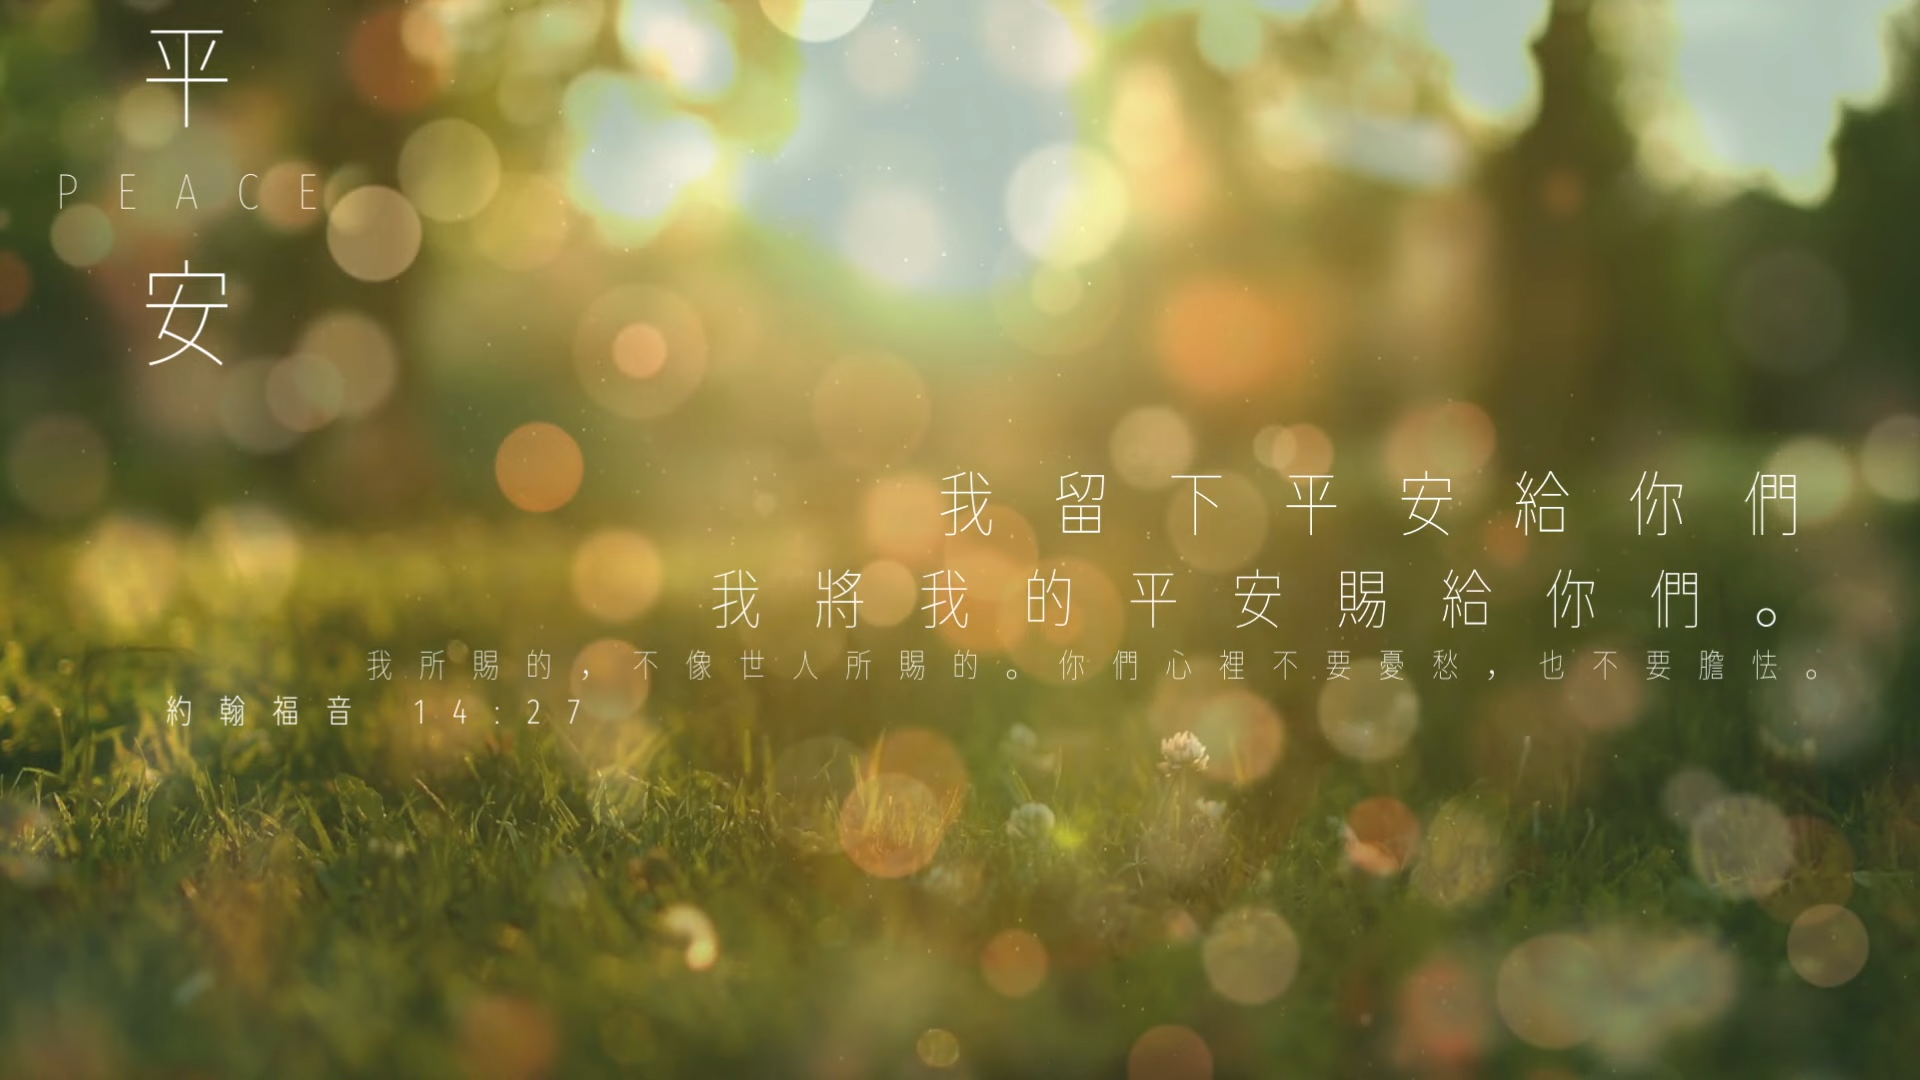 平
PEACE
安
我留下平安給你們
我將我的平安賜給你們。
我所賜的，不像世人所賜的。你們心裡不要憂愁，也不要膽怯。
約翰福音 14:27